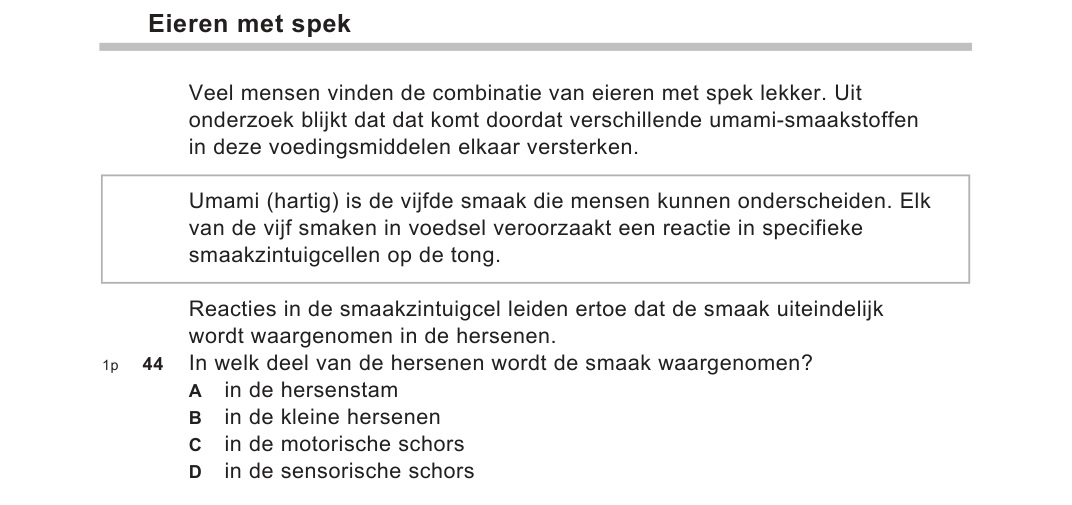 Eieren met spek
Veel mensen vinden de combinatie van eieren met spek lekker. Uit
onderzoek blijkt dat dat komt doordat verschillende umami-smaakstoffen
in deze voedingsmiddelen elkaar versterken.
Umami (hartig) is de vijfde smaak die mensen kunnen onderscheiden. Elk
van de vijf smaken in voedsel veroorzaakt een reactie in specifieke
smaakzintuigcellen op de tong.
Reacties in de smaakzintuigcel leiden ertoe dat de smaak uiteindelijk
wordt waargenomen in de hersenen.
1p 44 In welk deel van de hersenen wordt de smaak waargenomen?
A in de hersenstam
B in de kleine hersenen
C in de motorische schors
D in de sensorische schors